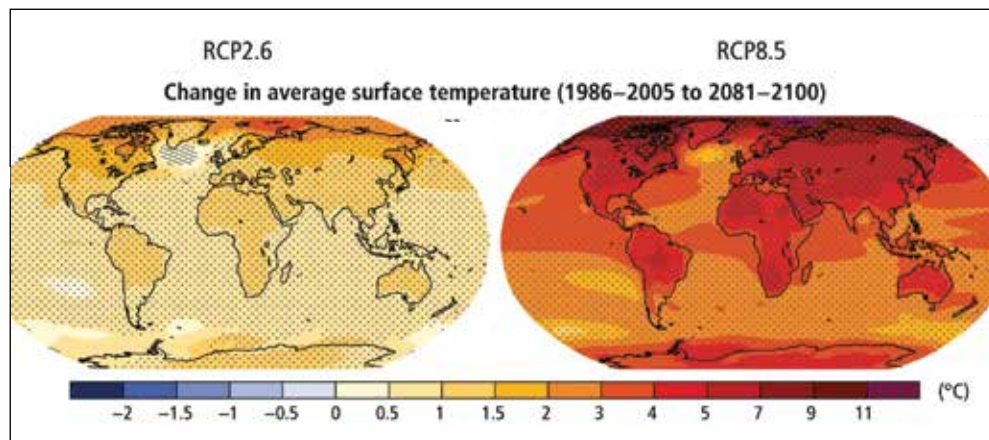 RCP2.6 RCP8.5
Change in average surface temperature (1986–2005 to 2081–2100)
−2 −1.5 −1 −0.5 0 0.5 1 1.5 2 3 4 5 7 9 11 (°C)